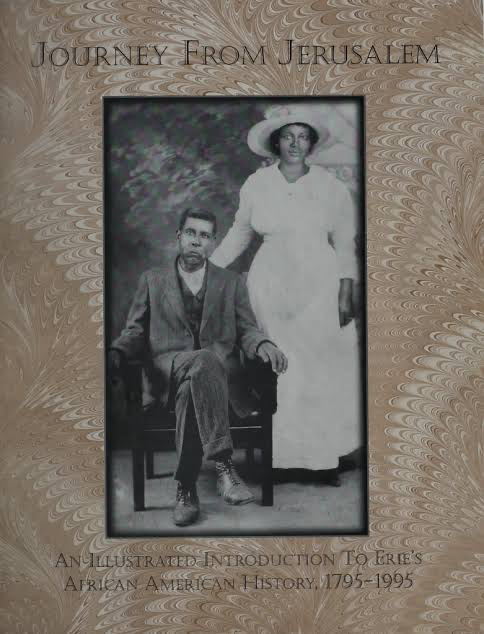 JOURNEY FROM JERUSALEM
AN ILLUSTRATED INTRODUCTION TO ERIE'S
AFRICAN AMERICAN HISTORY, 1795-1995